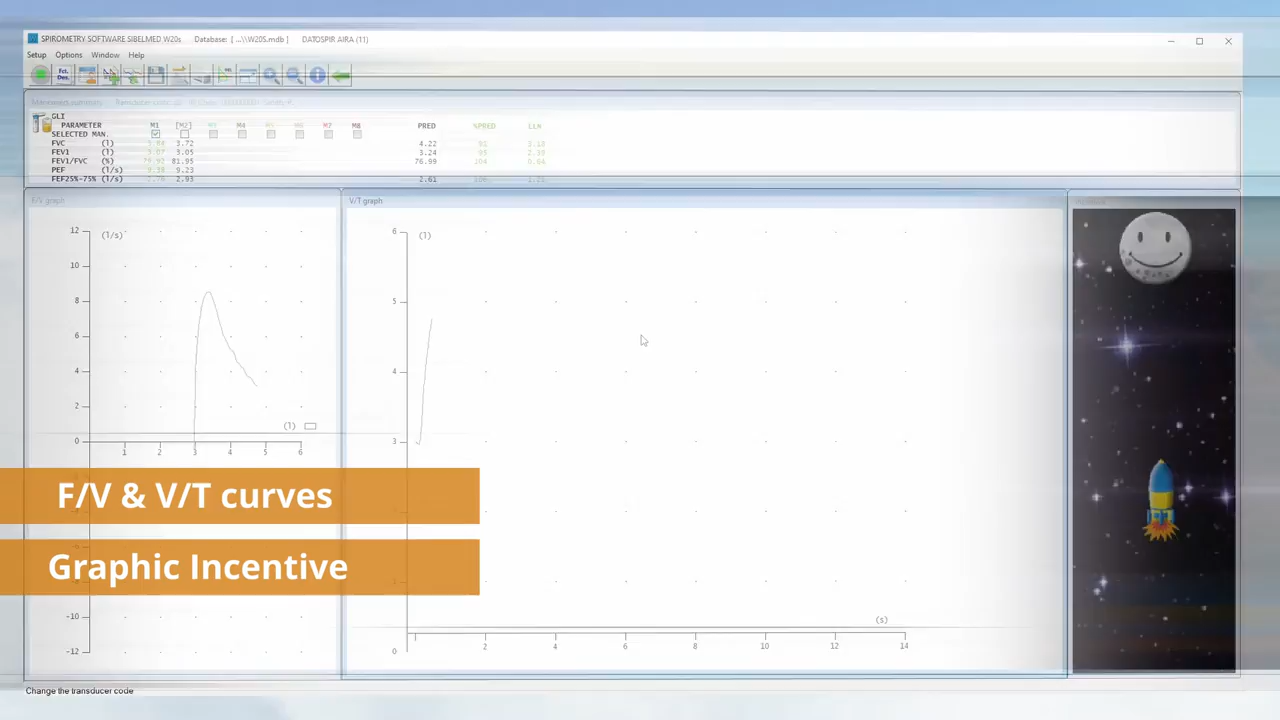 SPIROMETRY SOFTWARE SIBELMED W20s Database: [ ...\\W20S.mdb ] DATOSPIR AIRA (11)
Setup Options Window Help
Fct. Des.
GLI
PARAMETER M1 [M2] M3 M4 M5 M6 M7 M8 PRED %PRED LLN
SELECTED MAN.
FVC (l) 3.72 4.22
FEV1 (l) 3.05 3.24
FEV1/FVC (%) 81.95 76.99 104
PEF (l/s) 9.23
FEF25%-75% (l/s) 2.93 2.61
F/V graph
V/T graph
(l/s)
12
10
8
6
4
2
0
1 2 3 4 5 6
(l)
-10
-12
(l)
6
5
4
3
0
2 4 6 8 10 12 14
(s)
F/V & V/T curves
Graphic Incentive
Change the transducer code